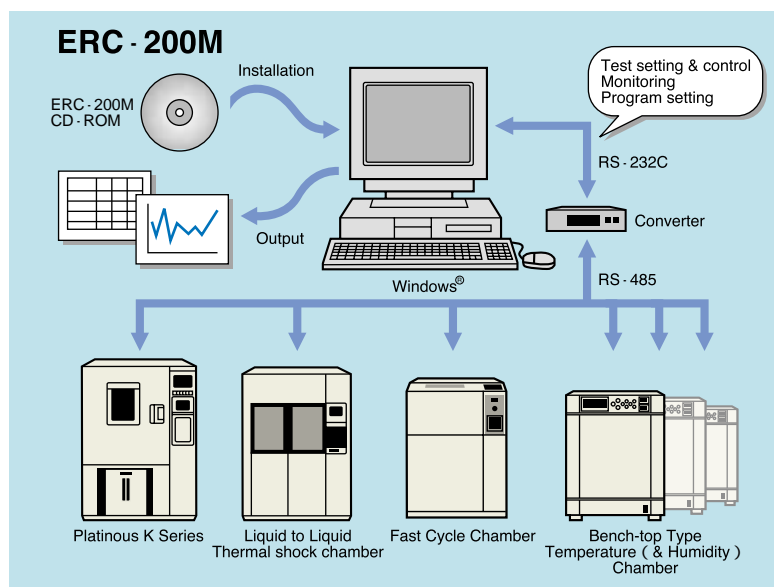 ERC - 200M
Installation
ERC - 200M
CD - ROM
Test setting & control
Monitoring
Program setting
RS - 232C
Converter
Output
Windows®
RS - 485
Platinous K Series
Liquid to Liquid
Thermal shock chamber
Fast Cycle Chamber
Bench-top Type
Temperature ( & Humidity )
Chamber